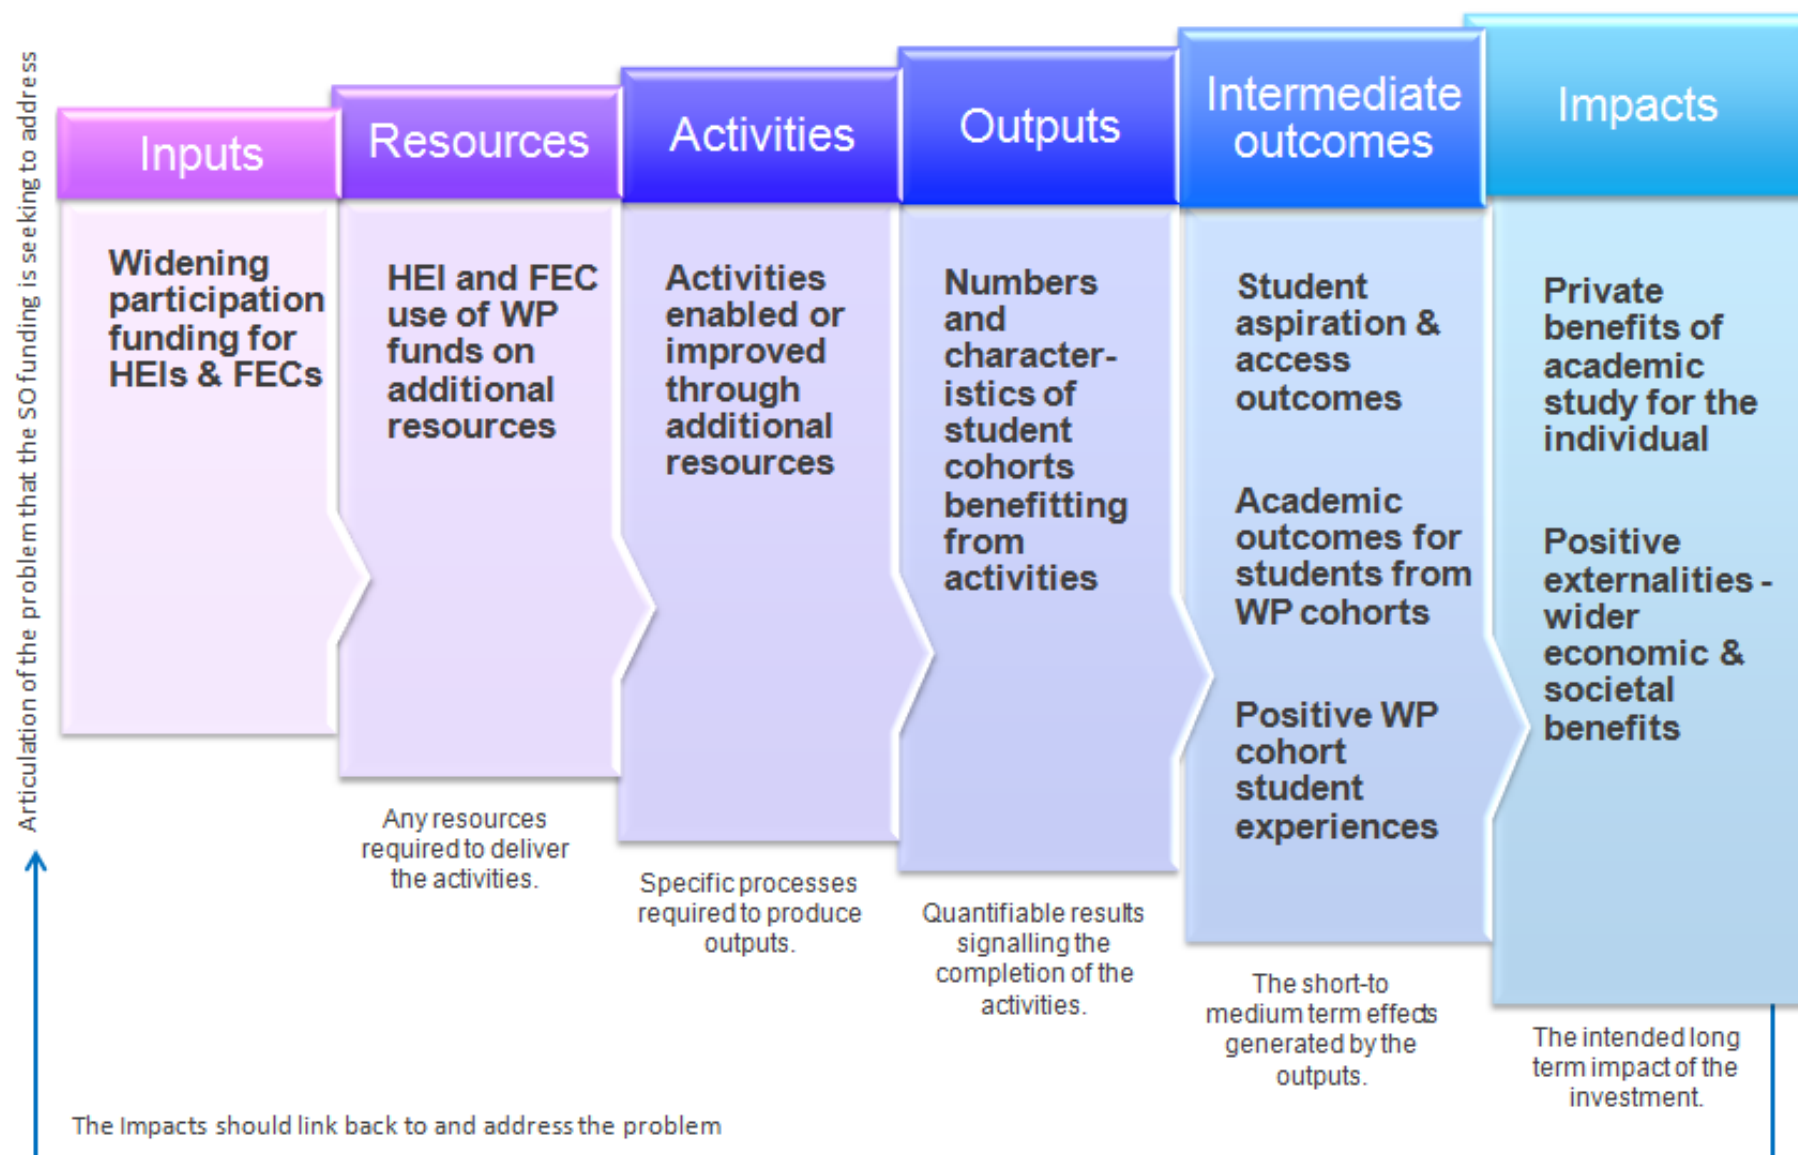 Articulation of the problem that the SO funding is seeking to address
Inputs
Widening
participation
funding for
HEIs & FECs
Resources
HEI and FEC
use of WP
funds on
additional
resources
Any resources
required to deliver
the activities.
Activities
Activities
enabled or
improved
through
additional
resources
Specific processes
required to produce
outputs.
Outputs
Numbers
and
character-
istics of
student
cohorts
benefitting
from
activities
Quantifiable results
signalling the
completion of the
activities.
Intermediate
outcomes
Student
aspiration &
access
outcomes
Academic
outcomes for
students from
WP cohorts
Positive WP
cohort
student
experiences
The short-to
medium term effects
generated by the
outputs.
Impacts
Private
benefits of
academic
study for the
individual
Positive
externalities -
wider
economic &
societal
benefits
The intended long
term impact of the
investment.
The Impacts should link back to and address the problem